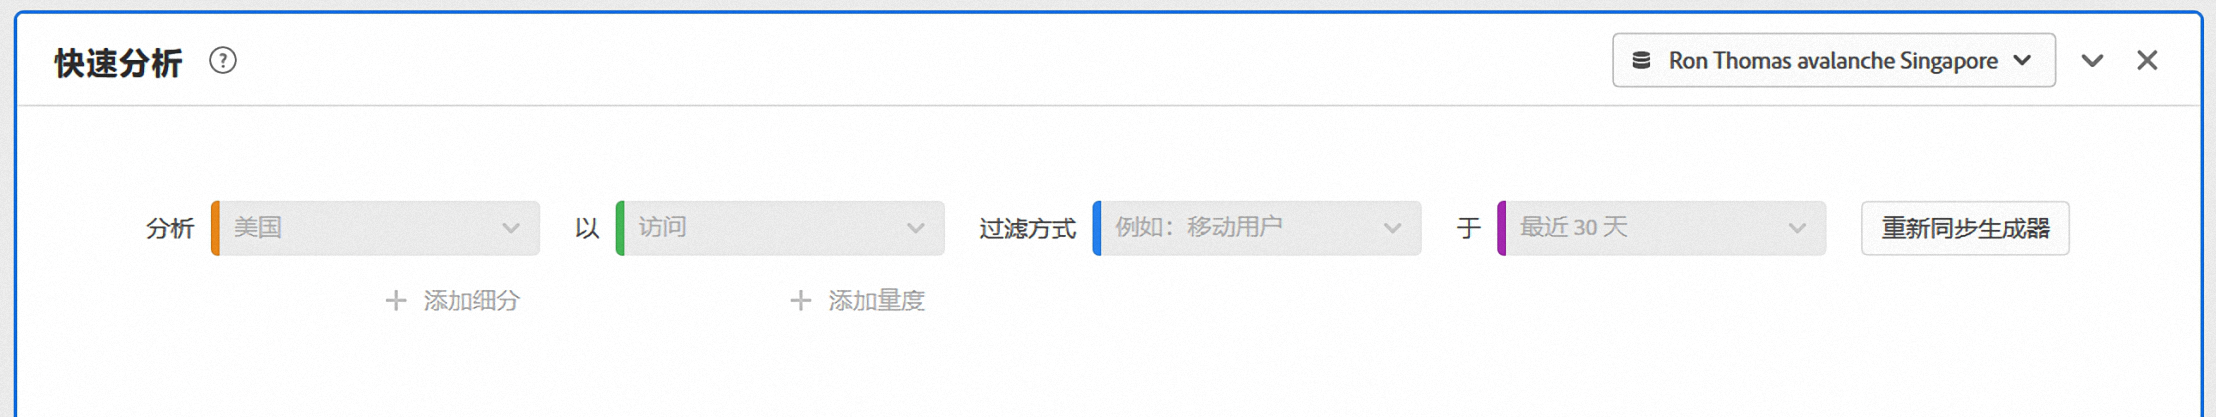 快速分析 ? Ron Thomas avalanche Singapore
分析 美国 以 访问 过滤方式 例如：移动用户 于 最近 30 天 重新同步生成器
+ 添加细分 + 添加量度